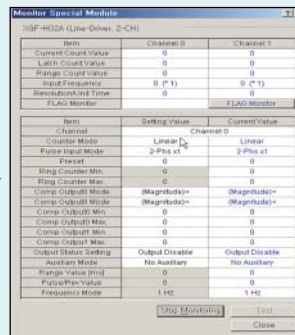 Monitor Special Module
XGF-HO2A (Line-Driver, 2-CH)
Item Channel 0 Channel 1
Current Count Value 0 0
Latch Count Value 0 0
Range Count Value 0 0
Input Frequency 0 (* 1) 0 (* 1)
Resolution/Unit Time 0 0
FLAG Monitor FLAG Monitor
Item Setting Value Current Value
Channel Channel 0
Counter Mode Linear Linear
Pulse Input Mode 2-Phs x1 2-Phs x1
Preset 0 0
Ring Counter Min. 0 0
Ring Counter Max. 0 0
Comp Output0 Mode (Magnitude)< (Magnitude)<
Comp Output0 Mode (Magnitude)< (Magnitude)<
Comp Output0 Min 0 0
Comp Output0 Max. 0 0
Comp Output1 Min 0 0
Comp Output1 Max. 0 0
Output Status Setting Output Disable Output Disable
Auxiliary Mode No Auxiliary No Auxiliary
Range Value [ms] 0 0
Pulse/Rev Value 0 0
Frequency Mode 1 Hz 1 Hz
Stop Monitoring Test
Close